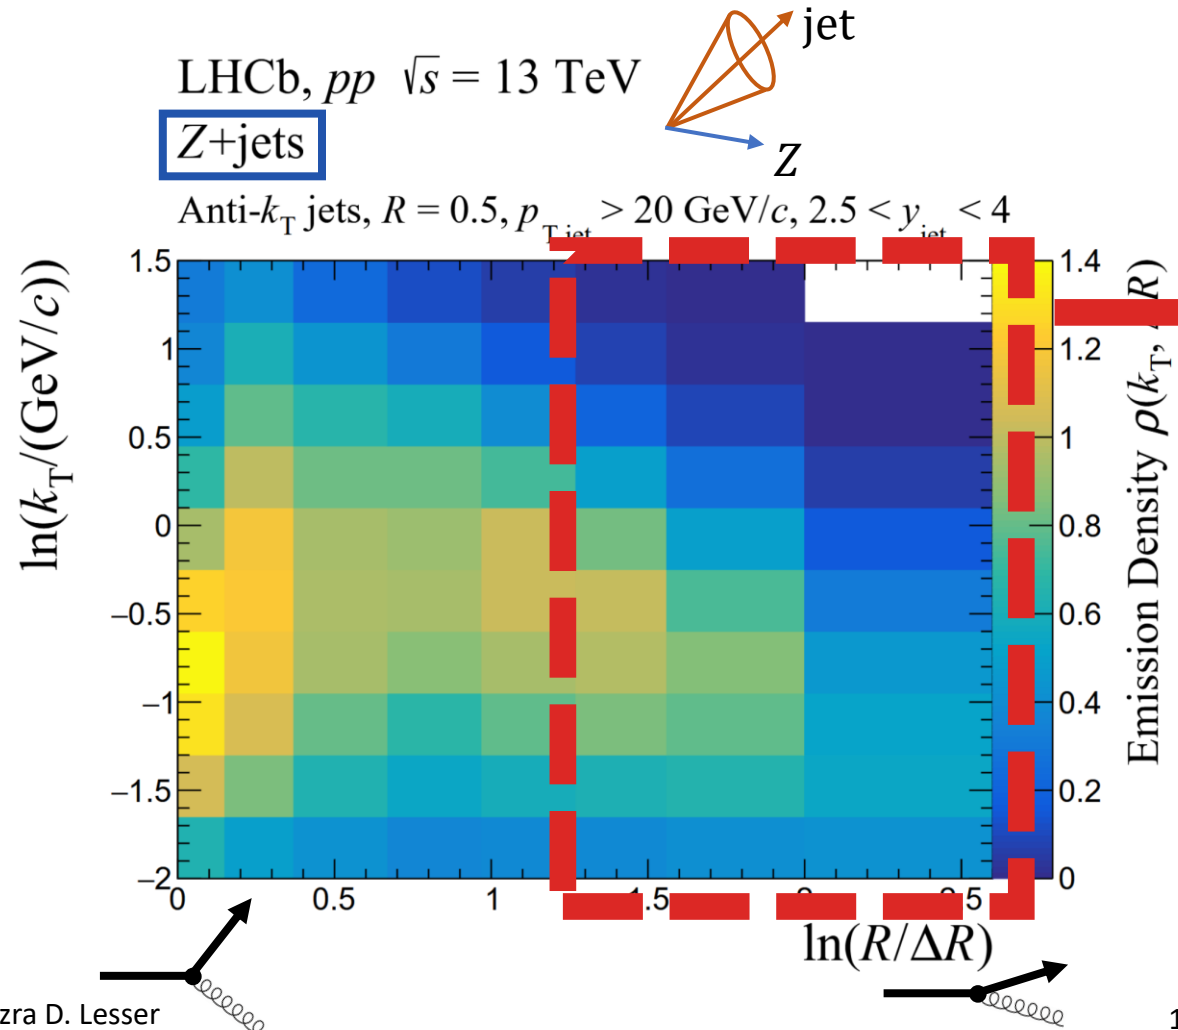 jet
LHCb, pp √s = 13 TeV
Z+jets
Z
Anti-kT jets, R = 0.5, pT jet > 20 GeV/c, 2.5 < yjet < 4
ln(kT/(GeV/c))
1.5
1
0.5
0
−0.5
−1
−1.5
−2
0
0.5
1
1.5
2.5
ln(R/ΔR)
1.4
1.2
1
0.8
0.6
0.4
0.2
0
Emission Density ρ(kT, R)
zra D. Lesser
1